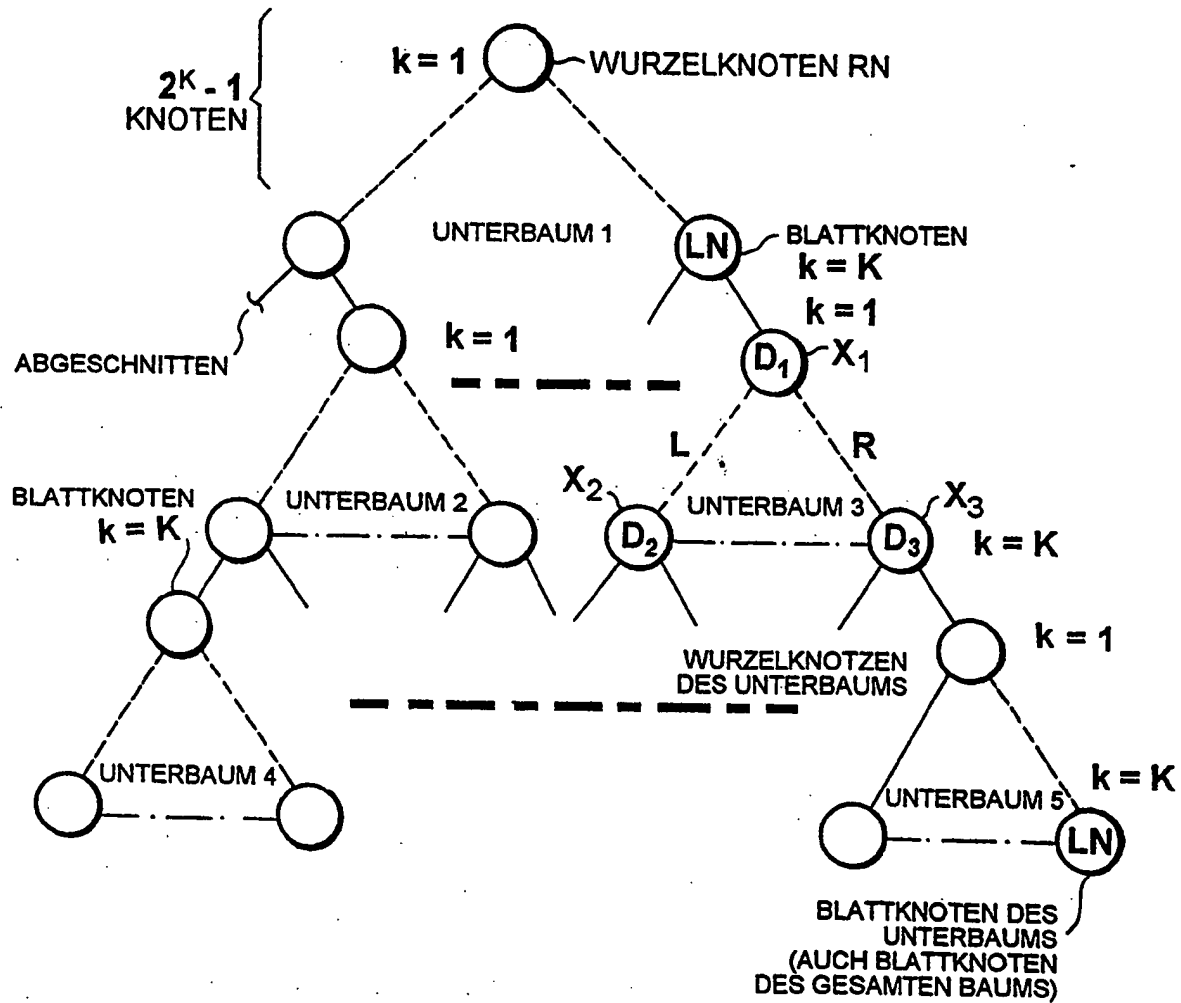 k = 1
WURZELKNOTEN RN
2ᴷ - 1
KNOTEN
UNTERBAUM 1
LN
BLATTKNOTEN
k = K
k = 1
ABGESCHNITTEN
k = 1
D₁
X₁
L
R
BLATTKNOTEN
k = K
UNTERBAUM 2
X₂
D₂
UNTERBAUM 3
X₃
D₃
k = K
WURZELKNOTZEN
DES UNTERBAUMS
k = 1
UNTERBAUM 4
UNTERBAUM 5
k = K
LN
BLATTKNOTEN DES
UNTERBAUMS
(AUCH BLATTKNOTEN
DES GESAMTEN BAUMS)